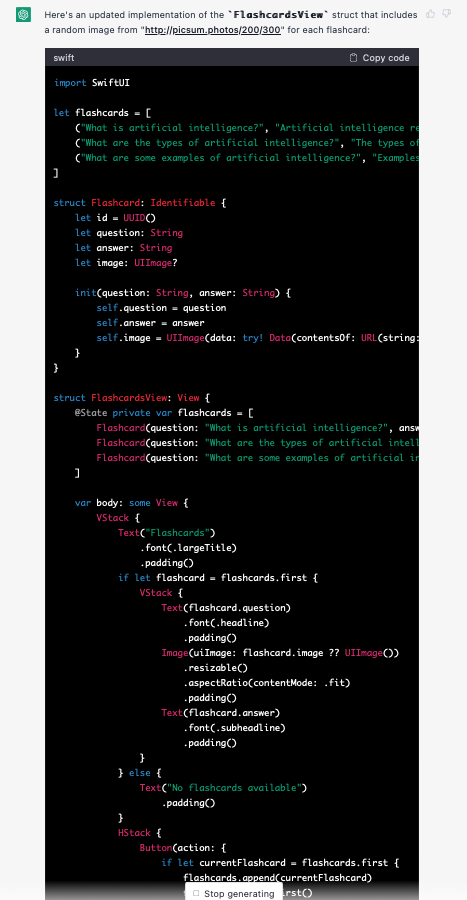 Here's an updated implementation of the `FlashcardsView` struct that includes
a random image from "http://picsum.photos/200/300" for each flashcard:
swift
Copy code
import SwiftUI
let flashcards = [
("What is artificial intelligence?", "Artificial intelligence re
("What are the types of artificial intelligence?", "The types of
("What are some examples of artificial intelligence?", "Examples
]
struct Flashcard: Identifiable {
let id = UUID()
let question: String
let answer: String
let image: UIImage?
init(question: String, answer: String) {
self.question = question
self.answer = answer
self.image = UIImage(data: try! Data(contentsOf: URL(string:
}
}
struct FlashcardsView: View {
@State private var flashcards = [
Flashcard(question: "What is artificial intelligence?", answ
Flashcard(question: "What are the types of artificial intell
Flashcard(question: "What are some examples of artificial in
]
var body: some View {
VStack {
Text("Flashcards")
.font(.largeTitle)
.padding()
if let flashcard = flashcards.first {
VStack {
Text(flashcard.question)
.font(.headline)
.padding()
Image(uiImage: flashcard.image ?? UIImage())
.resizable()
.aspectRatio(contentMode: .fit)
.padding()
Text(flashcard.answer)
.font(.subheadline)
.padding()
}
} else {
Text("No flashcards available")
.padding()
}
HStack {
Button(action: {
if let currentFlashcard = flashcards.first {
flashcards.append(currentFlashcard)
Stop generating
rst()